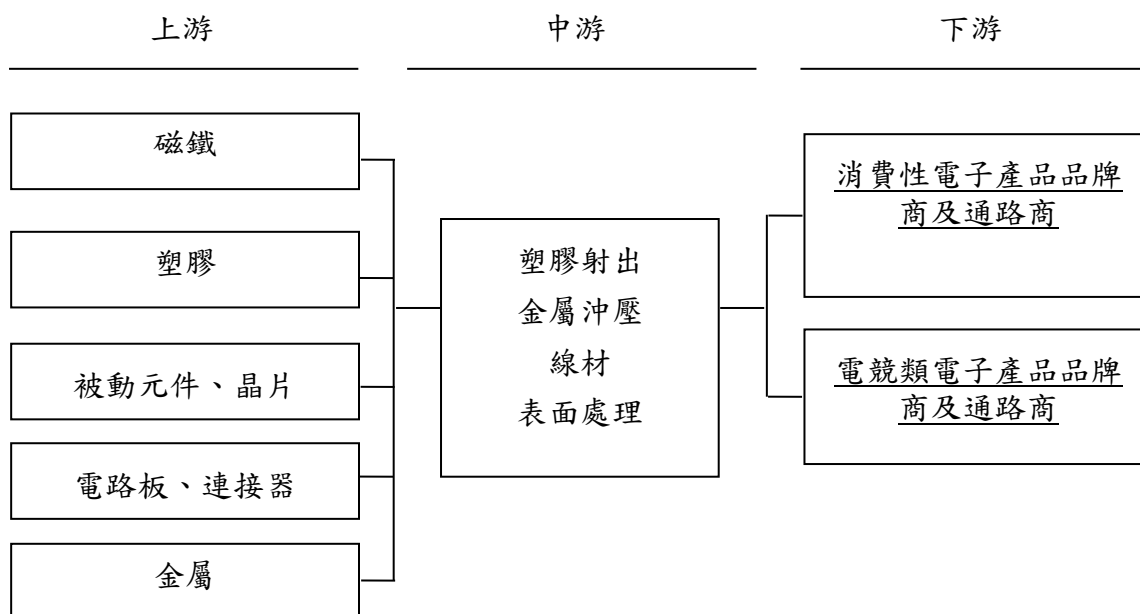 上游
中游
下游
磁鐵
塑膠
被動元件、晶片
電路板、連接器
金屬
塑膠射出
金屬沖壓
線材
表面處理
消費性電子產品品牌
商及通路商
電競類電子產品品牌
商及通路商